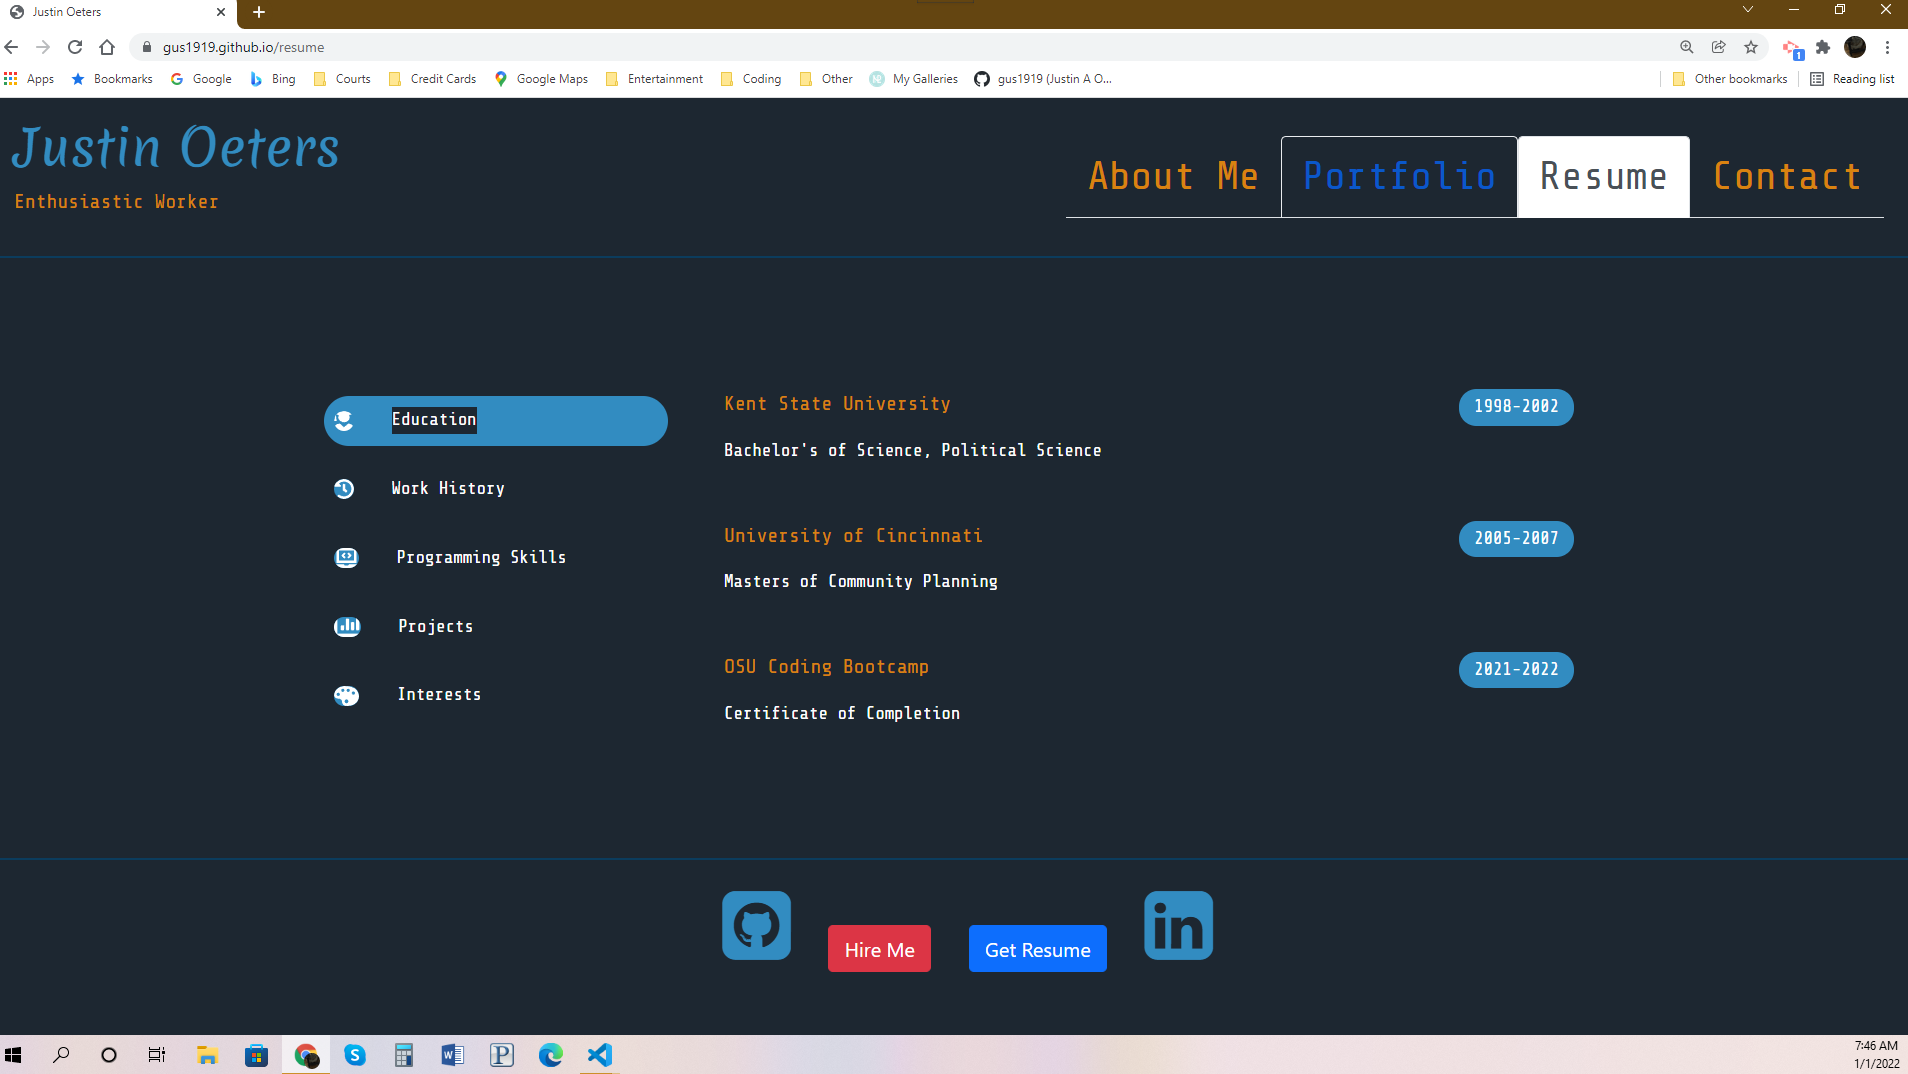 Justin Oeters
gus1919.github.io/resume
1
Apps Bookmarks Google Bing Courts Credit Cards Google Maps Entertainment Coding Other My Galleries gus1919 (Justin A O... Other bookmarks Reading list
Justin Oeters
Enthusiastic Worker
About Me Portfolio Resume Contact
Education
Work History
Programming Skills
Projects
Interests
Kent State University 1998-2002
Bachelor's of Science, Political Science
University of Cincinnati 2005-2007
Masters of Community Planning
OSU Coding Bootcamp 2021-2022
Certificate of Completion
Hire Me Get Resume in
7:46 AM
1/1/2022